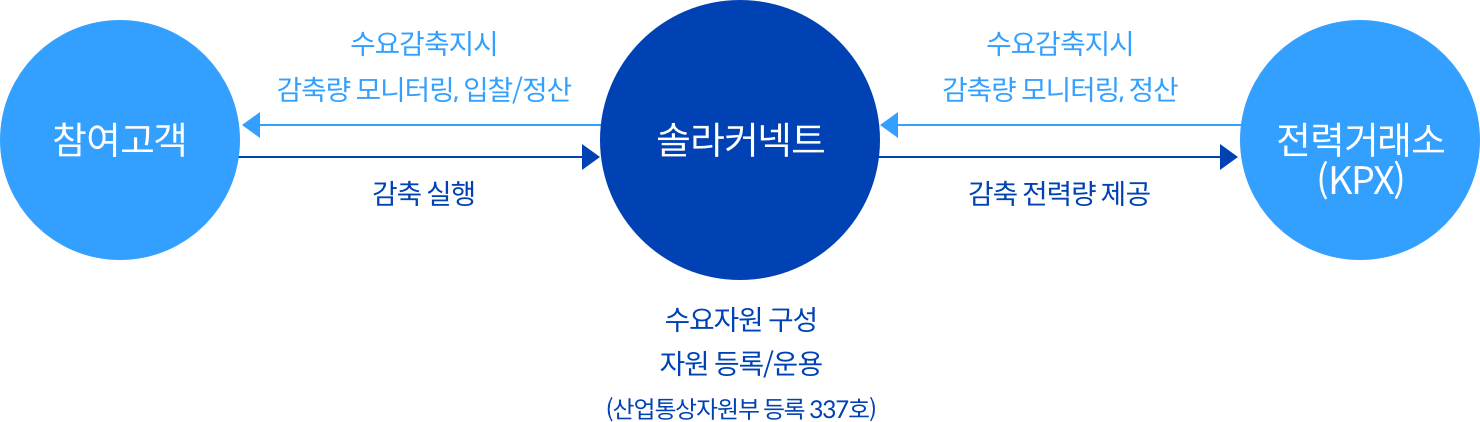 참여고객
수요감축지시
감축량 모니터링, 입찰/정산
감축 실행
솔라커넥트
수요감축지시
감축량 모니터링, 정산
감축 전력량 제공
전력거래소
(KPX)
수요자원 구성
자원 등록/운용
(산업통상자원부 등록 337호)